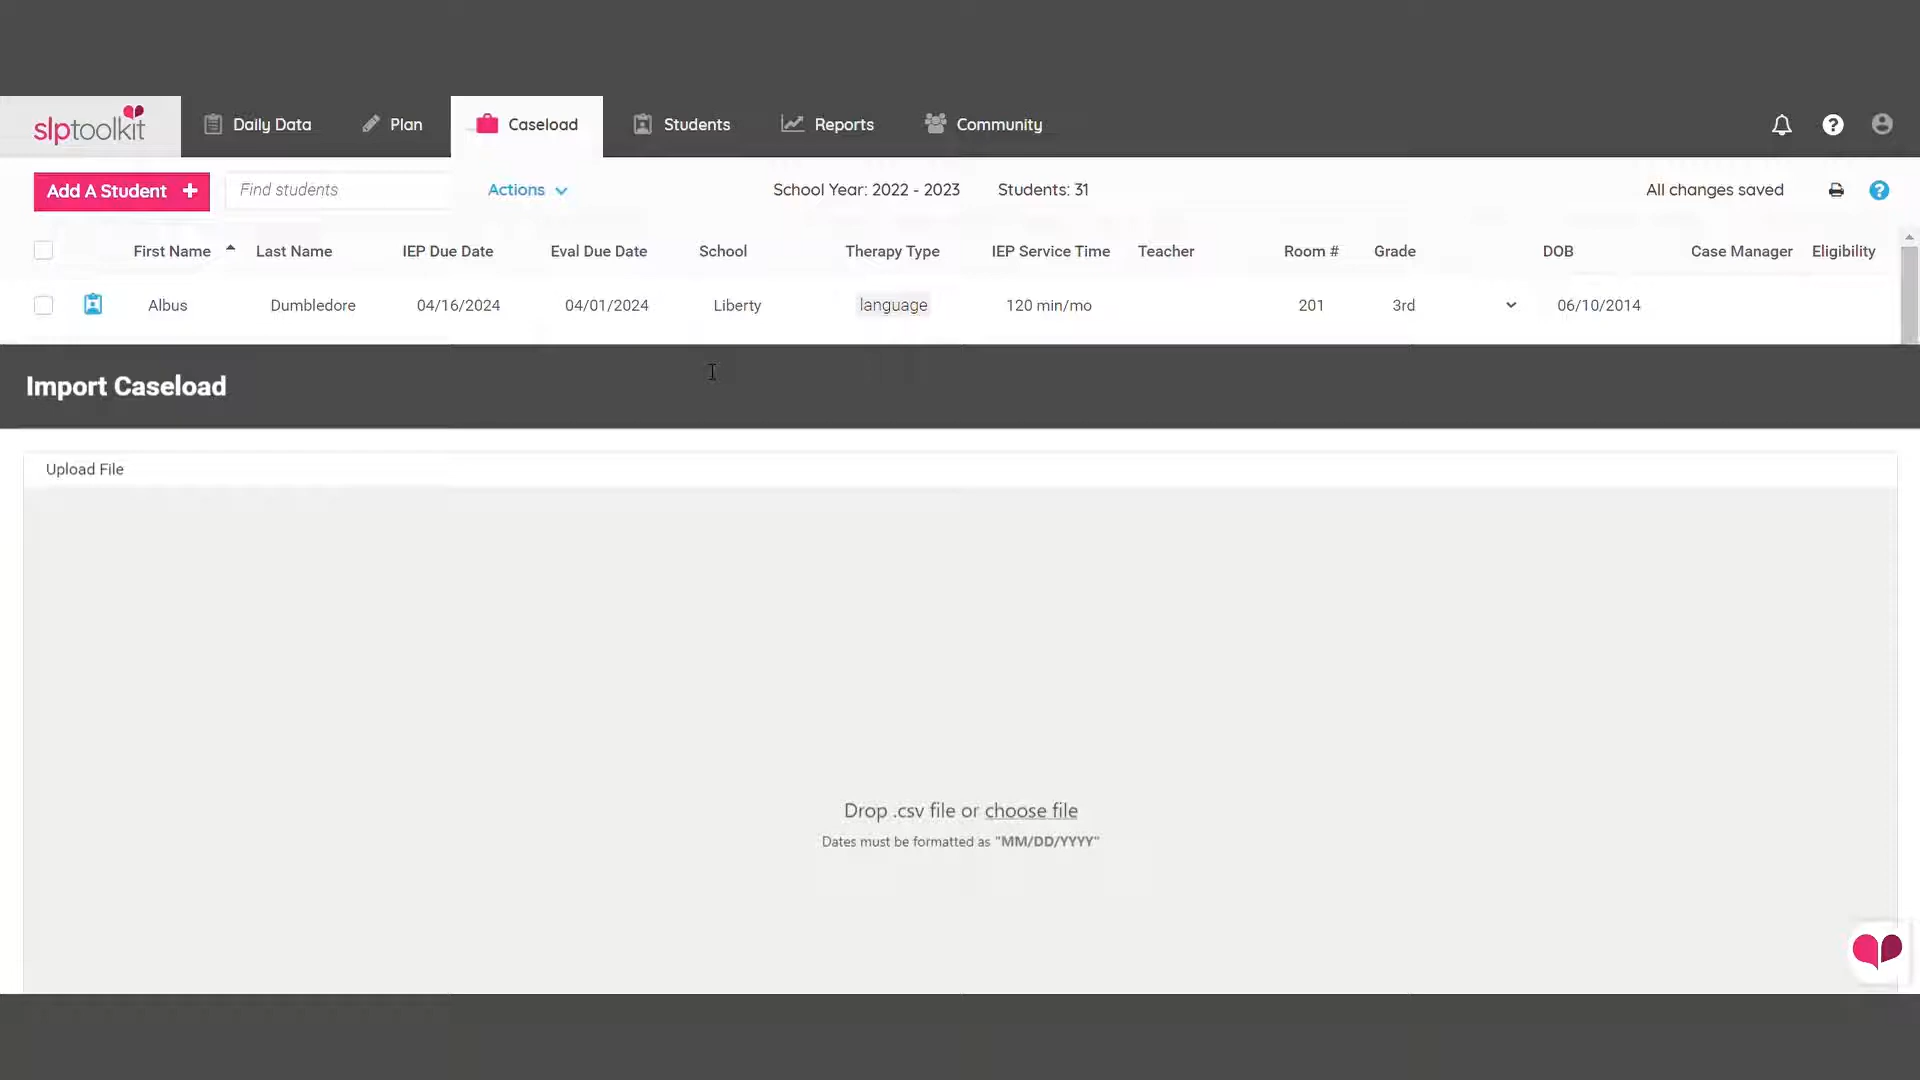 slptoolkit Daily Data Plan Caseload Students Reports Community
Add A Student + Find students Actions School Year: 2022 - 2023 Students: 31 All changes saved
First Name Last Name IEP Due Date Eval Due Date School Therapy Type IEP Service Time Teacher Room # Grade DOB Case Manager Eligibility
Albus Dumbledore 04/16/2024 04/01/2024 Liberty language 120 min/mo 201 3rd 06/10/2014
Import Caseload
Upload File
Drop .csv file or choose file
Dates must be formatted as "MM/DD/YYYY"